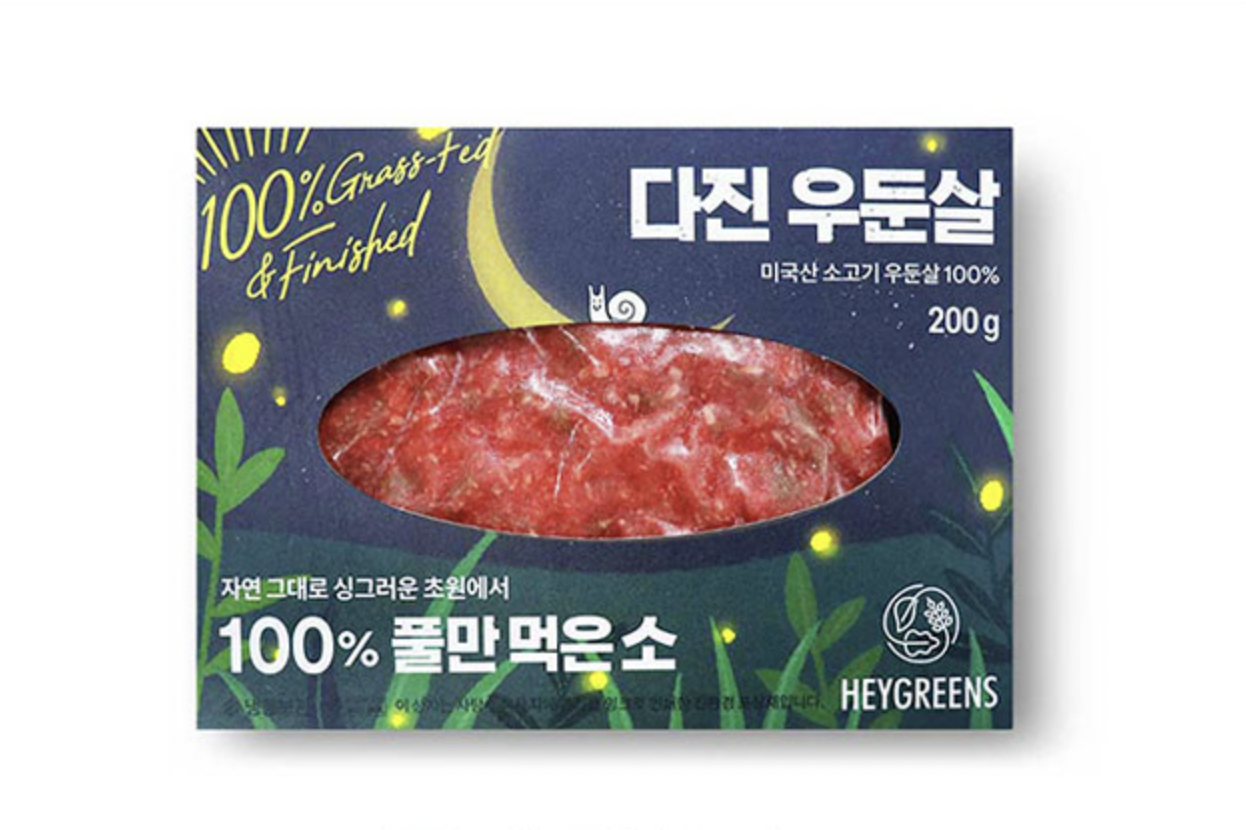 100% Grass-Fed
& Finished
다진 우둔살
미국산 소고기 우둔살 100%
200 g
자연 그대로 싱그러운 초원에서
100% 풀만 먹은 소
HEYGREENS